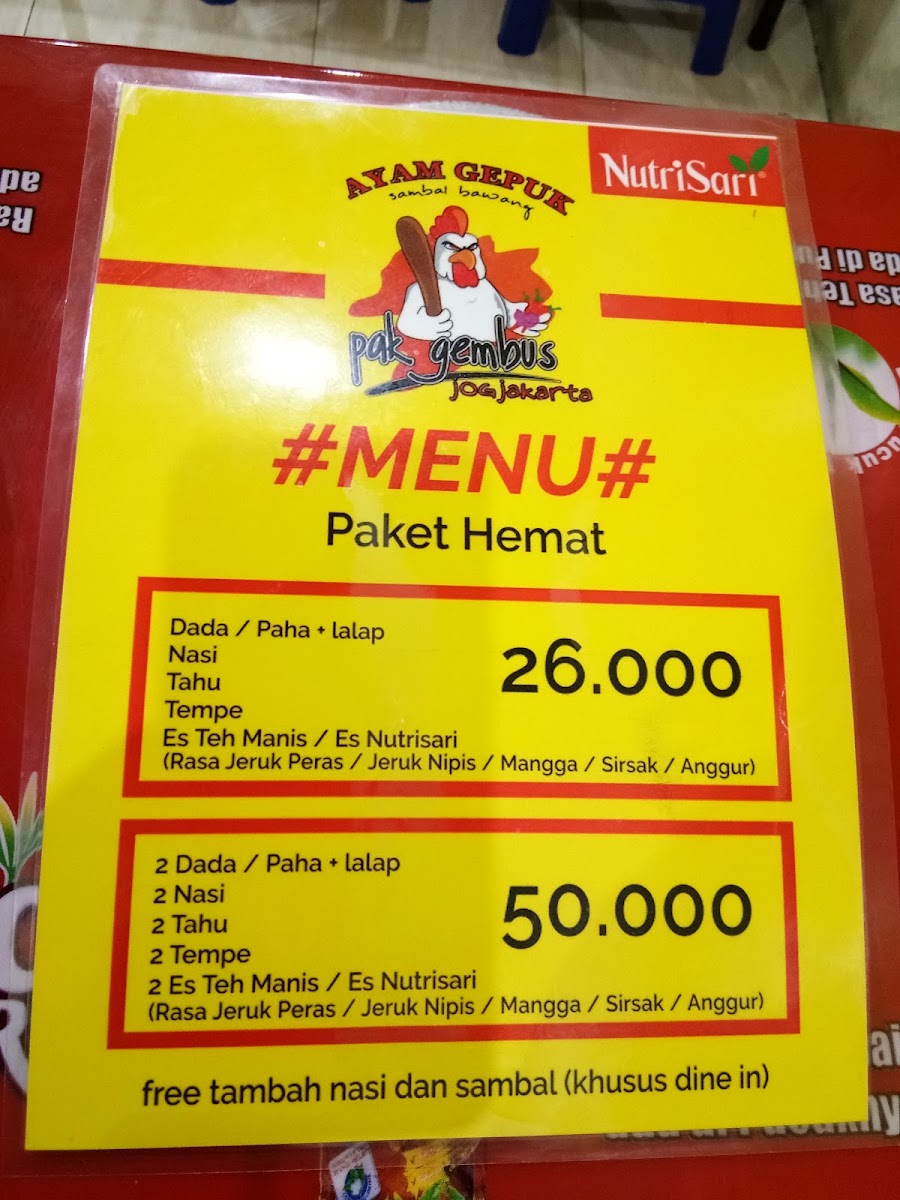 AYAM GEPUK
sambal bawang
NutriSari
pak gembus
jOGjakarta
#MENU#
Paket Hemat
Dada / Paha + lalap
Nasi
Tahu
Tempe
Es Teh Manis / Es Nutrisari
(Rasa Jeruk Peras / Jeruk Nipis / Mangga / Sirsak / Anggur)
26.000
2 Dada / Paha + lalap
2 Nasi
2 Tahu
2 Tempe
2 Es Teh Manis / Es Nutrisari
(Rasa Jeruk Peras / Jeruk Nipis / Mangga / Sirsak / Anggur)
50.000
free tambah nasi dan sambal (khusus dine in)